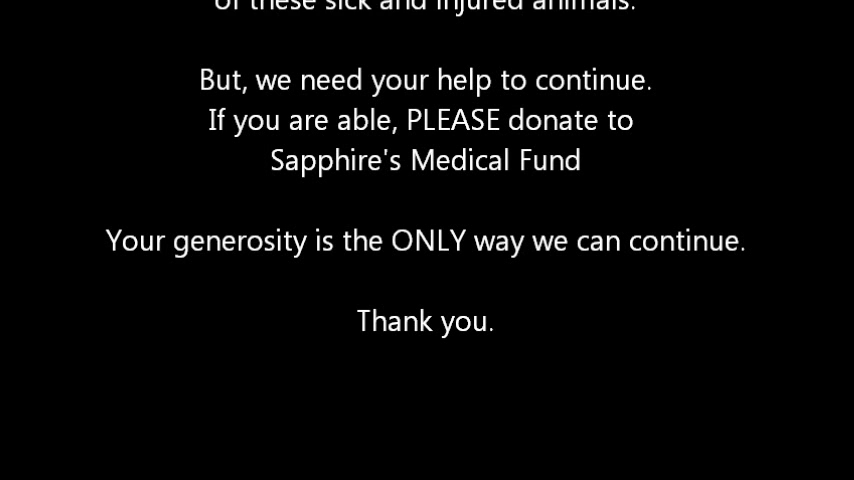 Of these sick and injured animals.
But, we need your help to continue.
If you are able, PLEASE donate to
Sapphire's Medical Fund
Your generosity is the ONLY way we can continue.
Thank you.